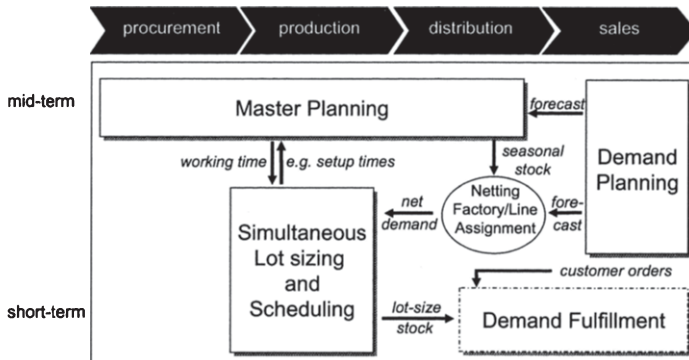 procurement
production
distribution
sales
mid-term
Master Planning
forecast
Demand
Planning
working time
e.g. setup times
seasonal
stock
Netting
Factory/Line
Assignment
fore-
cast
net
demand
Simultaneous
Lot sizing
and
Scheduling
customer orders
short-term
lot-size
stock
Demand Fulfillment